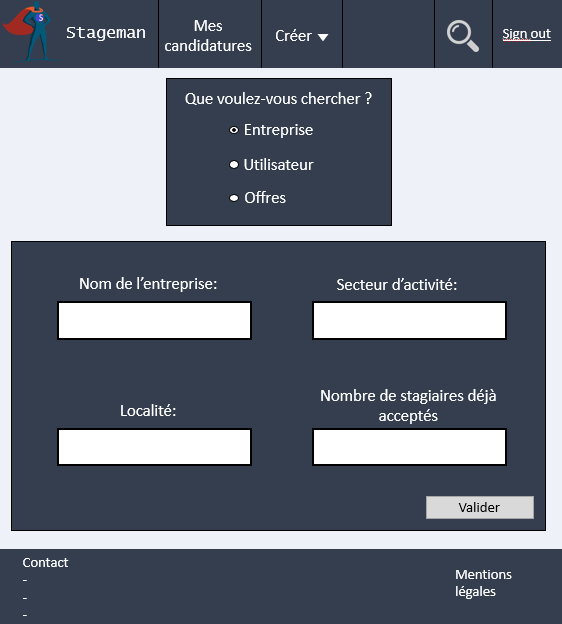 S
Stageman
Mes
candidatures
Créer
Sign out
Que voulez-vous chercher ?
Entreprise
Utilisateur
Offres
Nom de l'entreprise:
Secteur d'activité:
Localité:
Nombre de stagiaires déjà
acceptés
Valider
Contact
-
-
-
Mentions
légales